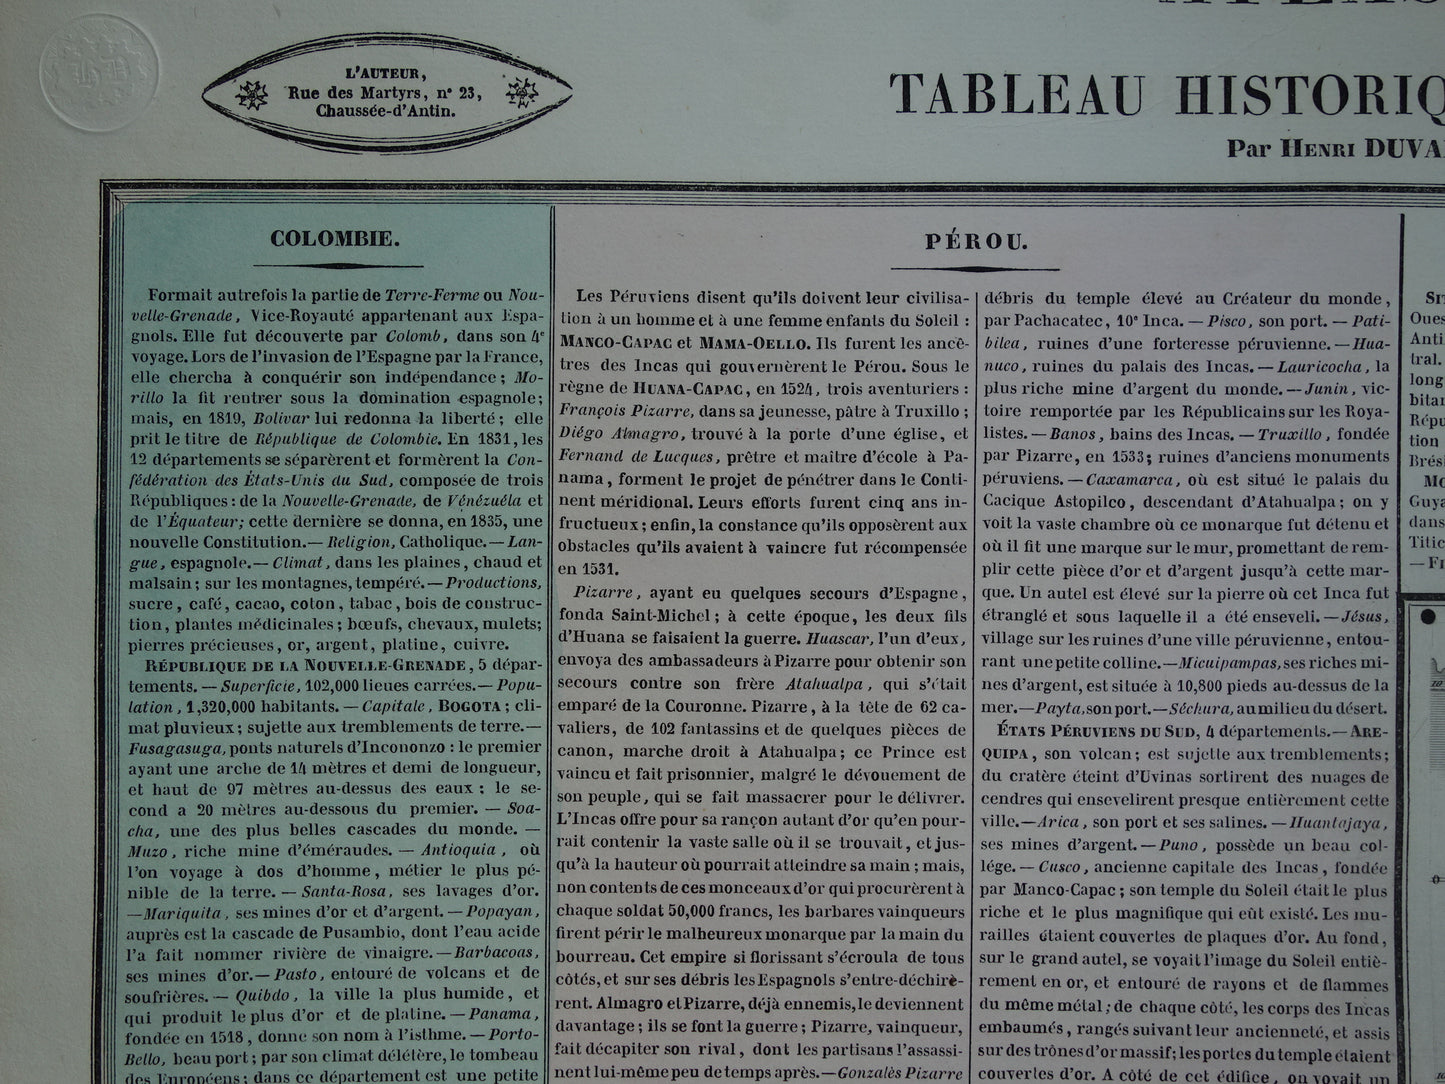 L'AUTEUR,
Rue des Martyrs, n° 23,
Chaussée-d'Antin.
TABLEAU HISTORIQ
Par HENRI DUVA
COLOMBIE.
Formait autrefois la partie de Terre-Ferme ou Nou-
velle-Grenade, Vice-Royauté appartenant aux Espa-
gnols. Elle fut découverte par Colomb, dans son 4e
voyage. Lors de l'invasion de l'Espagne par la France,
elle chercha à conquérir son indépendance; Mo-
rillo la fit rentrer sous la domination espagnole;
mais, en 1819, Bolivar lui redonna la liberté; elle
prit le titre de République de Colombie. En 1831, les
12 départements se séparèrent et formèrent la Con-
fédération des États-Unis du Sud, composée de trois
Républiques: de la Nouvelle-Grenade, de Vénézuéla et
de l'Équateur; cette dernière se donna, en 1835, une
nouvelle Constitution.— Religion, Catholique.—Lan-
gue, espagnole.— Climat, dans les plaines, chaud et
malsain; sur les montagnes, tempéré.—Productions,
sucre, café, cacao, coton, tabac, bois de construc-
tion, plantes médicinales; bœufs, chevaux, mulets;
pierres précieuses, or, argent, platine, cuivre.
RÉPUBLIQUE DE LA NOUVELLE-GRENADE, 5 dépar-
tements. — Superficie, 102,000 lieues carrées.— Popu-
lation, 1,320,000 habitants. — Capitale, BOGOTA; cli-
mat pluvieux; sujette aux tremblements de terre.—
Fusagasuga, ponts naturels d'Inconozo: le premier
ayant une arche de 14 mètres et demi de longueur,
et haut de 97 mètres au-dessus des eaux: le se-
cond a 20 mètres au-dessous du premier. — Soa-
cha, une des plus belles cascades du monde. —
Muzo, riche mine d'éméraudes. — Antioquia, où
l'on voyage à dos d'homme, métier le plus pé-
nible de la terre. — Santa-Rosa, ses lavages d'or.
—Mariquita, ses mines d'or et d'argent. — Popayan,
auprès est la cascade de Pusambio, dont l'eau acide
l'a fait nommer rivière de vinaigre. — Barbacoas,
ses mines d'or.— Pasto, entouré de volcans et de
soufrières. — Quibdo, la ville la plus humide, et
qui produit le plus d'or et de platine. — Panama,
fondée en 1518, donne son nom à l'isthme. — Porto-
Bello, beau port; par son climat délétère, le tombeau
des Européens; dans ce département est une petite
PÉROU.
Les Péruviens disent qu'ils doivent leur civilisa-
tion à un homme et à une femme enfants du Soleil:
MANCO-CAPAC et MAMA-OELLO. Ils furent les ancê-
tres des Incas qui gouvernèrent le Pérou. Sous le
règne de HUANA-CAPAC, en 1524, trois aventuriers:
François Pizarre, dans sa jeunesse, pâtre à Truxillo;
Diégo Almagro, trouvé à la porte d'une église, et
Fernand de Lucques, prêtre et maître d'école à Pa-
nama, forment le projet de pénétrer dans le Conti-
nent méridional. Leurs efforts furent cinq ans in-
fructueux; enfin, la constance qu'ils opposèrent aux
obstacles qu'ils avaient à vaincre fut récompensée
en 1531.
Pizarre, ayant eu quelques secours d'Espagne,
fonda Saint-Michel; à cette époque, les deux fils
d'Huana se faisaient la guerre. Huascar, l'un d'eux,
envoya des ambassadeurs à Pizarre pour obtenir son
secours contre son frère Atahualpa, qui s'était
emparé de la Couronne. Pizarre, à la tête de 62 ca-
valiers, de 102 fantassins et de quelques pièces de
canon, marche droit à Atahualpa; ce Prince est
vaincu et fait prisonnier, malgré le dévouement de
son peuple, qui se fait massacrer pour le délivrer.
L'Incas offre pour sa rançon autant d'or qu'en pour-
rait contenir la vaste salle où il se trouvait, et jus-
qu'à la hauteur où pourrait atteindre sa main; mais,
non contents de ces monceaux d'or qui procurèrent à
chaque soldat 50,000 francs, les barbares vainqueurs
firent périr le malheureux monarque par la main du
bourreau. Cet empire si florissant s'écroula de tous
côtés, et sur ses débris les Espagnols s'entre-déchirè-
rent. Almagro et Pizarre, déjà ennemis, le deviennent
davantage; ils se font la guerre; Pizarre, vainqueur,
fait décapiter son rival, dont les partisans l'assassi-
nent lui-même peu de temps après.—Gonzalès Pizarre
débris du temple élevé au Créateur du monde,
par Pachacatec, 10e Inca. — Pisco, son port. — Pati-
bilca, ruines d'une forteresse péruvienne. — Hua-
nuco, ruines du palais des Incas. — Lauricocha, la
plus riche mine d'argent du monde. — Junin, vic-
toire remportée par les Républicains sur les Roya-
listes. — Banos, bains des Incas. — Truxillo, fondée
par Pizarre, en 1533; ruines d'anciens monuments
péruviens. — Caxamarca, où est situé le palais du
Cacique Astopilco, descendant d'Atahualpa; on y
voit la vaste chambre où ce monarque fut détenu et
où il fit une marque sur le mur, promettant de rem-
plir cette pièce d'or et d'argent jusqu'à cette mar-
que. Un autel est élevé sur la pierre où cet Inca fut
étranglé et sous laquelle il a été enseveli. — Jésus,
village sur les ruines d'une ville péruvienne, entou-
rant une petite colline.—Micuipampas, ses riches mi-
nes d'argent, est située à 10,800 pieds au-dessus de la
mer.—Payta, son port.— Séchura, au milieu du désert.
ÉTATS PÉRUVIENS DU SUD, 4 départements.—ARE-
QUIPA, son volcan; est sujette aux tremblements;
du cratère éteint d'Uvinas sortirent des nuages de
cendres qui ensevelirent presque entièrement cette
ville.—Arica, son port et ses salines. — Huantajaya,
ses mines d'argent. — Puno, possède un beau col-
lége. — Cusco, ancienne capitale des Incas, fondée
par Manco-Capac; son temple du Soleil était le plus
riche et le plus magnifique qui eût existé. Les mu-
railles étaient couvertes de plaques d'or. Au fond,
sur le grand autel, se voyait l'image du Soleil entiè-
rement en or, et entouré de rayons et de flammes
du même métal; de chaque côté, les corps des Incas
embaumés, rangés suivant leur ancienneté, et assis
sur des trônes d'or massif; les portes du temple étaient
couvertes d'or. A côté de cet édifice, on voyait un
Oues
Anti
tral.
long
bitai
Répu
tion
Brési
Mo
Guya
dans
Titic